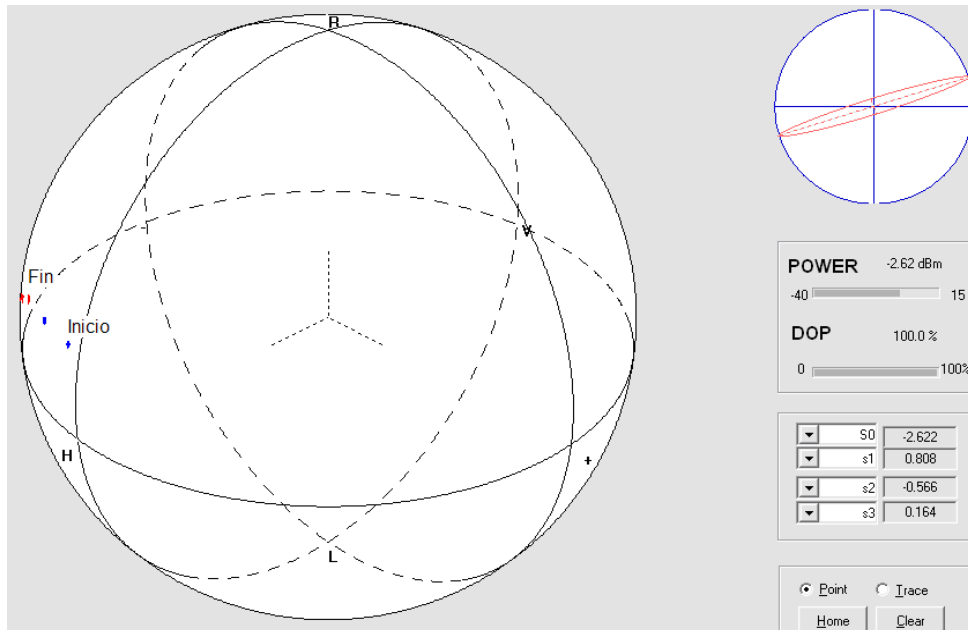 R
A
Fin
Inicio
H
+
L
POWER -2.62 dBm
-40 15
DOP 100.0 %
0 100%
S0 -2.622
s1 0.808
s2 -0.566
s3 0.164
Point Trace
Home Clear